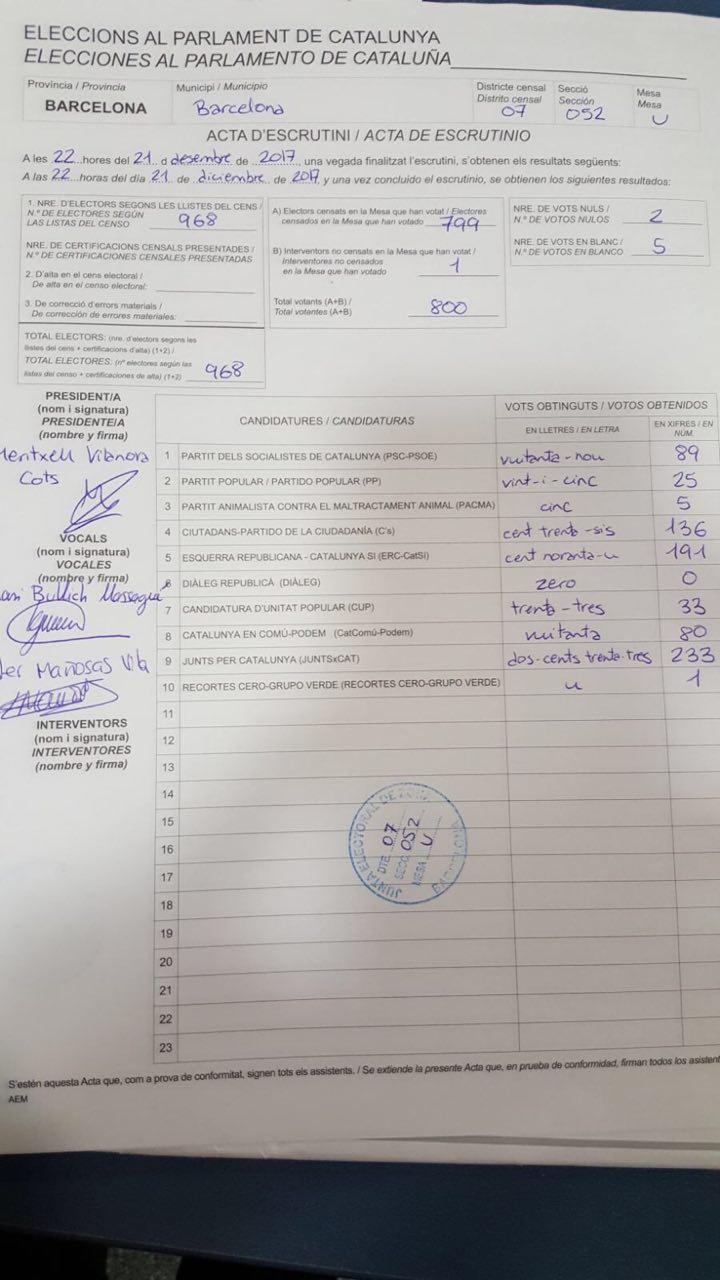 ELECCIONS AL PARLAMENT DE CATALUNYA
ELECCIONES AL PARLAMENTO DE CATALUÑA
Provincia / Provincia
BARCELONA
Municipi / Municipio
Barcelona
Districte censal
Distrito censal
07
Secció
Sección
052
Mesa
Mesa
U
ACTA D'ESCRUTINI / ACTA DE ESCRUTINIO
A les 22 hores del 21 d desembre de 2017, una vegada finalitzat l'escrutini, s'obtenen els resultats següents:
A las 22 horas del día 21 de diciembre de 2017, y una vez concluido el escrutinio, se obtienen los siguientes resultados:
1. NRE. D'ELECTORS SEGONS LES LLISTES DEL CENS /
N.º DE ELECTORES SEGÚN
LAS LISTAS DEL CENSO
968
NRE. DE CERTIFICACIONS CENSALS PRESENTADES /
N.º DE CERTIFICACIONES CENSALES PRESENTADAS
2. D'alta en el cens electoral /
De alta en el censo electoral:
3. De correcció d'errors materials /
De corrección de errores materiales:
TOTAL ELECTORS: (nre. d'electors segons les
llistes del cens + certificacions d'alta) (1+2) /
TOTAL ELECTORES: (nº electores según las
listas del censo + certificaciones de alta) (1+2)
968
A) Electors censats en la Mesa que han votat / Electores
censados en la Mesa que han votado
799
B) Interventors no censats en la Mesa que han votat /
Interventores no censados
en la Mesa que han votado
1
Total votants (A+B) /
Total votantes (A+B)
800
NRE. DE VOTS NULS /
N.º DE VOTOS NULOS
2
NRE. DE VOTS EN BLANC /
N.º DE VOTOS EN BLANCO
5
PRESIDENT/A
(nom i signatura)
PRESIDENTE/A
(nombre y firma)
Vilanova
Cots
VOCALS
(nom i signatura)
VOCALES
(nombre y firma)
Mañosas Vila
INTERVENTORS
(nom i signatura)
INTERVENTORES
(nombre y firma)
CANDIDATURES / CANDIDATURAS
VOTS OBTINGUTS / VOTOS OBTENIDOS
EN LLETRES / EN LETRA
EN XIFRES / EN
NÚM.
1 PARTIT DELS SOCIALISTES DE CATALUNYA (PSC-PSOE) vuitanta-nou 89
2 PARTIT POPULAR / PARTIDO POPULAR (PP) vint-i-cinc 25
3 PARTIT ANIMALISTA CONTRA EL MALTRACTAMENT ANIMAL (PACMA) cinc 5
4 CIUTADANS-PARTIDO DE LA CIUDADANÍA (C's) cent trenta-sis 136
5 ESQUERRA REPUBLICANA - CATALUNYA SÍ (ERC-CatSí) cent noranta-u 191
6 DIÀLEG REPUBLICÀ (DIÀLEG) zero 0
7 CANDIDATURA D'UNITAT POPULAR (CUP) trenta-tres 33
8 CATALUNYA EN COMÚ-PODEM (CatComú-Podem) vuitanta 80
9 JUNTS PER CATALUNYA (JUNTSxCAT) dos-cents trenta-tres 233
10 RECORTES CERO-GRUPO VERDE (RECORTES CERO-GRUPO VERDE) u 1
11
12
13
14
15
16
17
18
19
20
21
22
23
JUNTA ELECTORAL DE ZONA
DTE. 07
SECC. 052
MESA U
S'estén aquesta Acta que, com a prova de conformitat, signen tots els assistents. / Se extiende la presente Acta que, en prueba de conformidad, firman todos los asistent
AEM